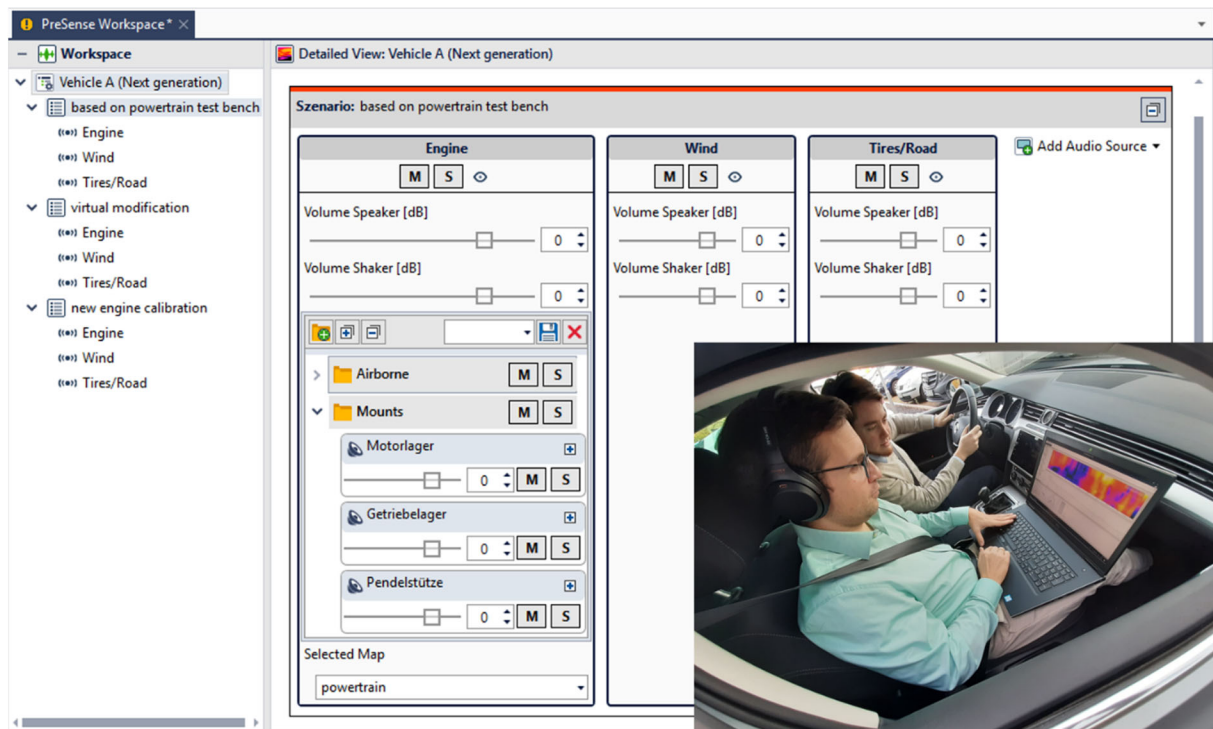 PreSense Workspace*
Workspace
Vehicle A (Next generation)
based on powertrain test bench
Engine
Wind
Tires/Road
virtual modification
Engine
Wind
Tires/Road
new engine calibration
Engine
Wind
Tires/Road
Detailed View: Vehicle A (Next generation)
Szenario: based on powertrain test bench
Engine
M S
Volume Speaker [dB]
0
Volume Shaker [dB]
0
Airborne M S
Mounts M S
Motorlager
0 M S
Getriebelager
0 M S
Pendelstütze
0 M S
Selected Map
powertrain
Wind
M S
Volume Speaker [dB]
0
Volume Shaker [dB]
0
Tires/Road
M S
Volume Speaker [dB]
0
Volume Shaker [dB]
0
Add Audio Source